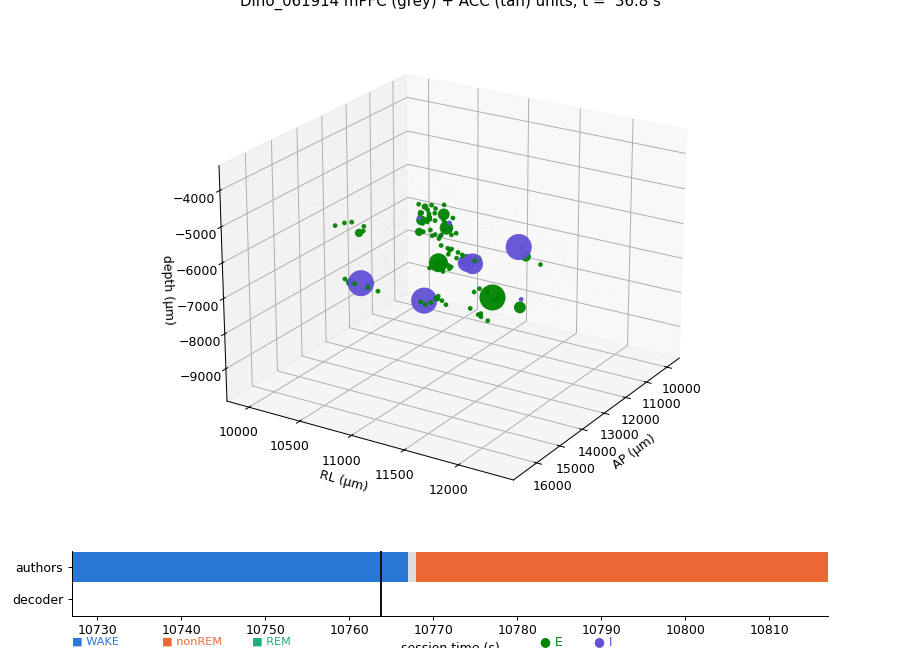 Dino_061914 mPFC (grey) + ACC (tan) units, t = 36.8 s
−4000
−5000
−6000
−7000
−8000
−9000
depth (μm)
10000
10500
11000
11500
12000
RL (μm)
10000
11000
12000
13000
14000
15000
16000
AP (μm)
authors
decoder
10730 10740 10750 10760 10770 10780 10790 10800 10810
WAKE nonREM REM E I
session time (s)